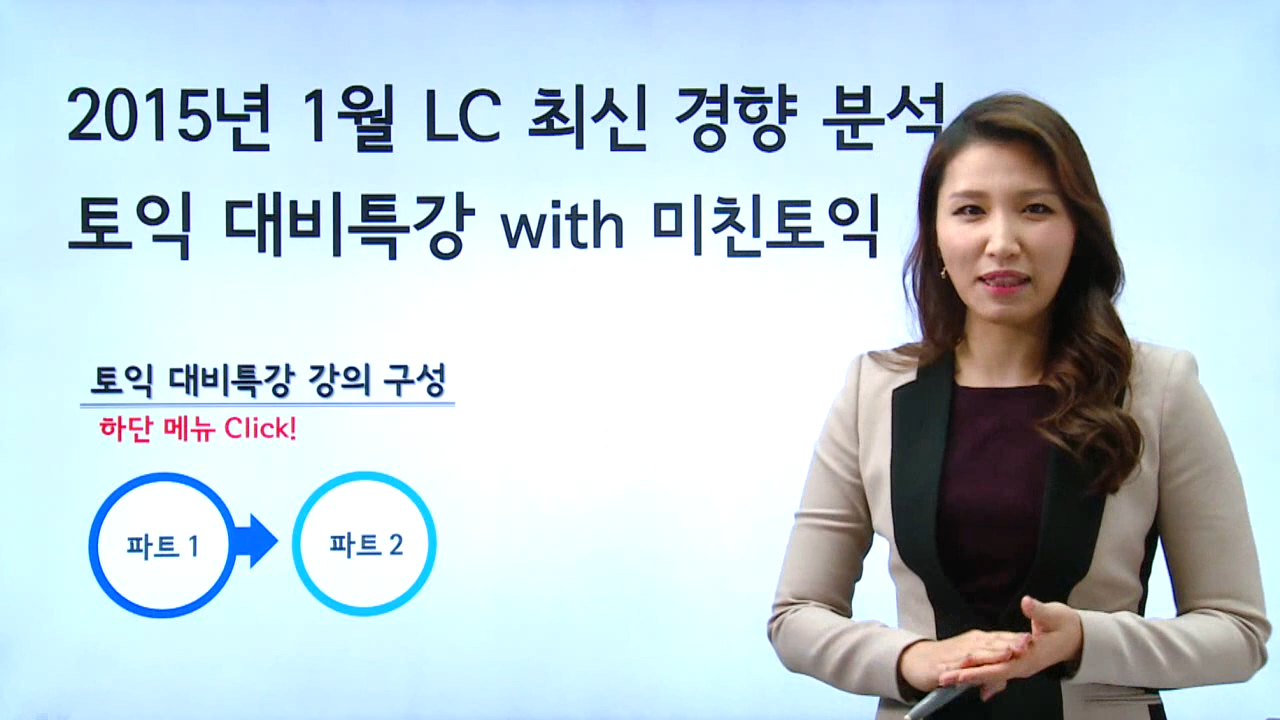 2015년 1월 LC 최신 경향 분석
토익 대비특강 with 미친토익
토익 대비특강 강의 구성
하단 메뉴 Click!
파트 1
파트 2